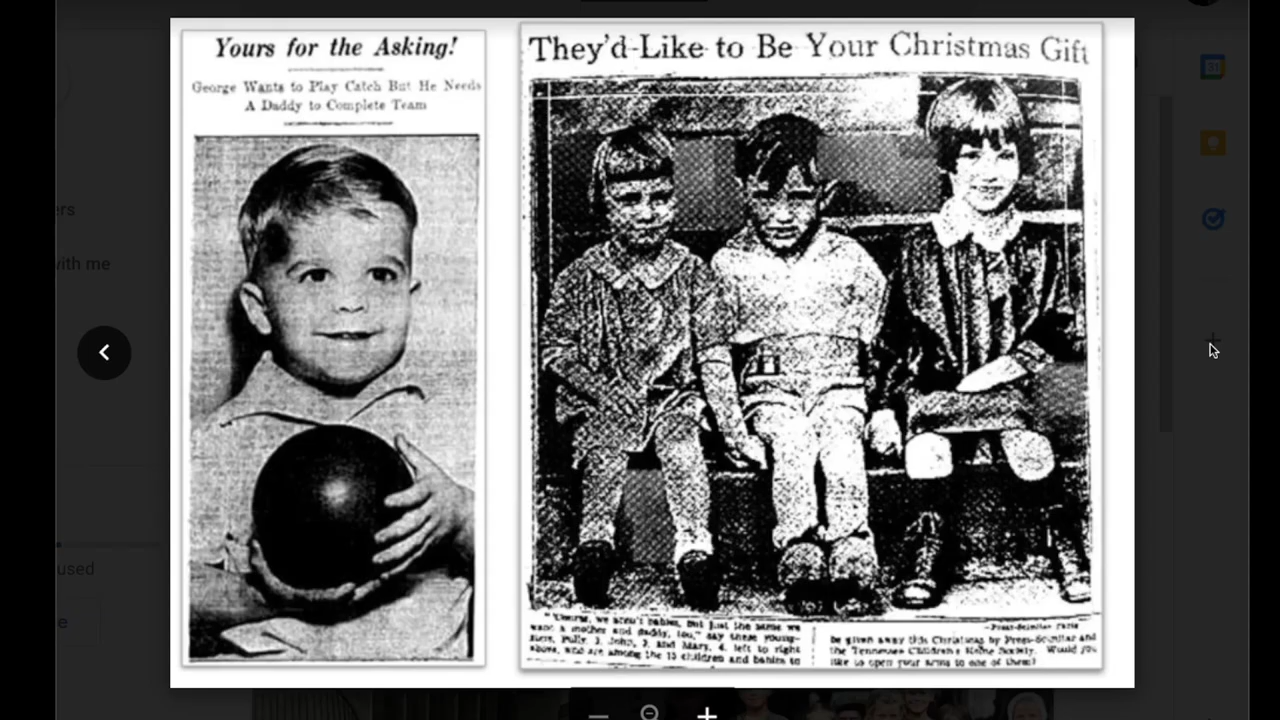 Yours for the Asking!
George Wants to Play Catch But He Needs
A Daddy to Complete Team
They'd Like to Be Your Christmas Gift
—Press-Scimitar Photo
"Course, we aren't babies, but just the same we
want a mother and daddy, too," say these young-
sters, Polly, 3, John, 3, and Mary, 4, left to right
above, who are among the 15 children and babies to
be given away this Christmas by Press-Scimitar and
the Tennessee Children's Home Society. Would you
like to open your arms to one of them?
ers
with me
used
e
31